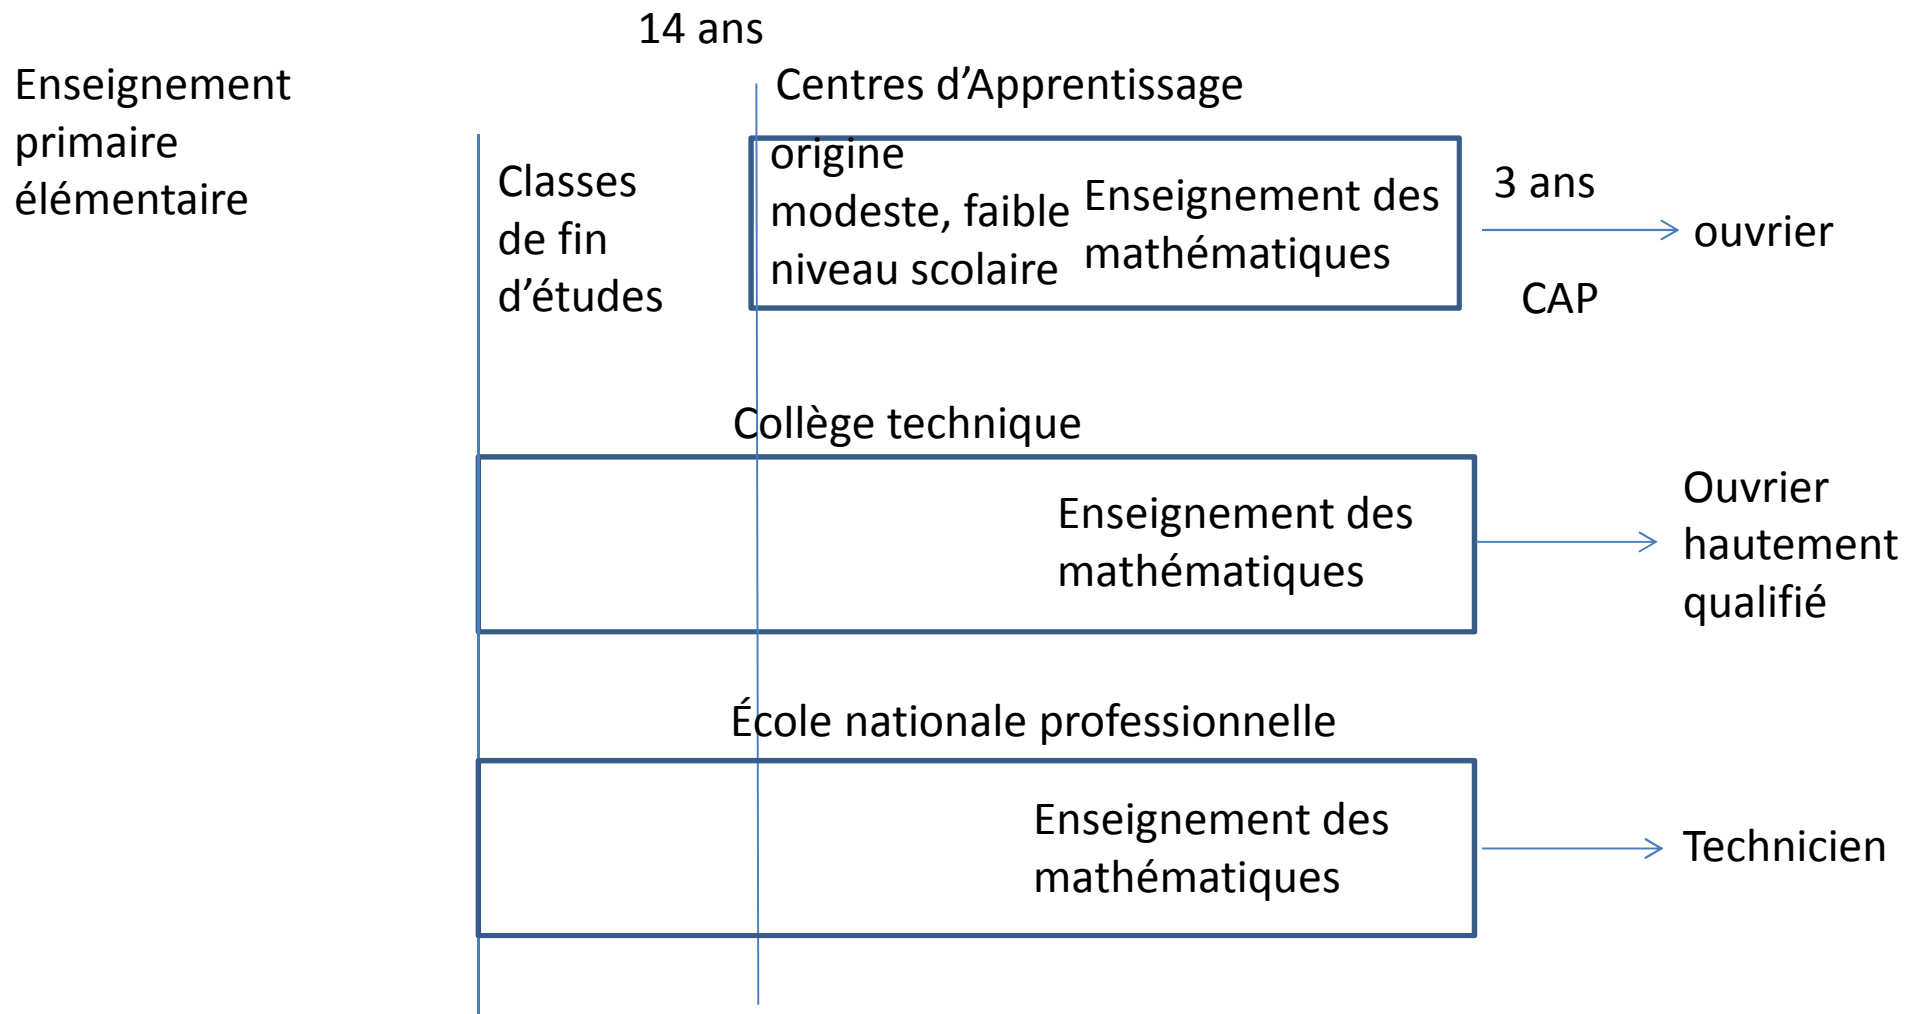 14 ans
Enseignement
primaire
élémentaire
Centres d’Apprentissage
Classes
de fin
d’études
origine
modeste, faible
niveau scolaire
Enseignement des
mathématiques
3 ans
CAP
ouvrier
Collège technique
Enseignement des
mathématiques
Ouvrier
hautement
qualifié
École nationale professionnelle
Enseignement des
mathématiques
Technicien